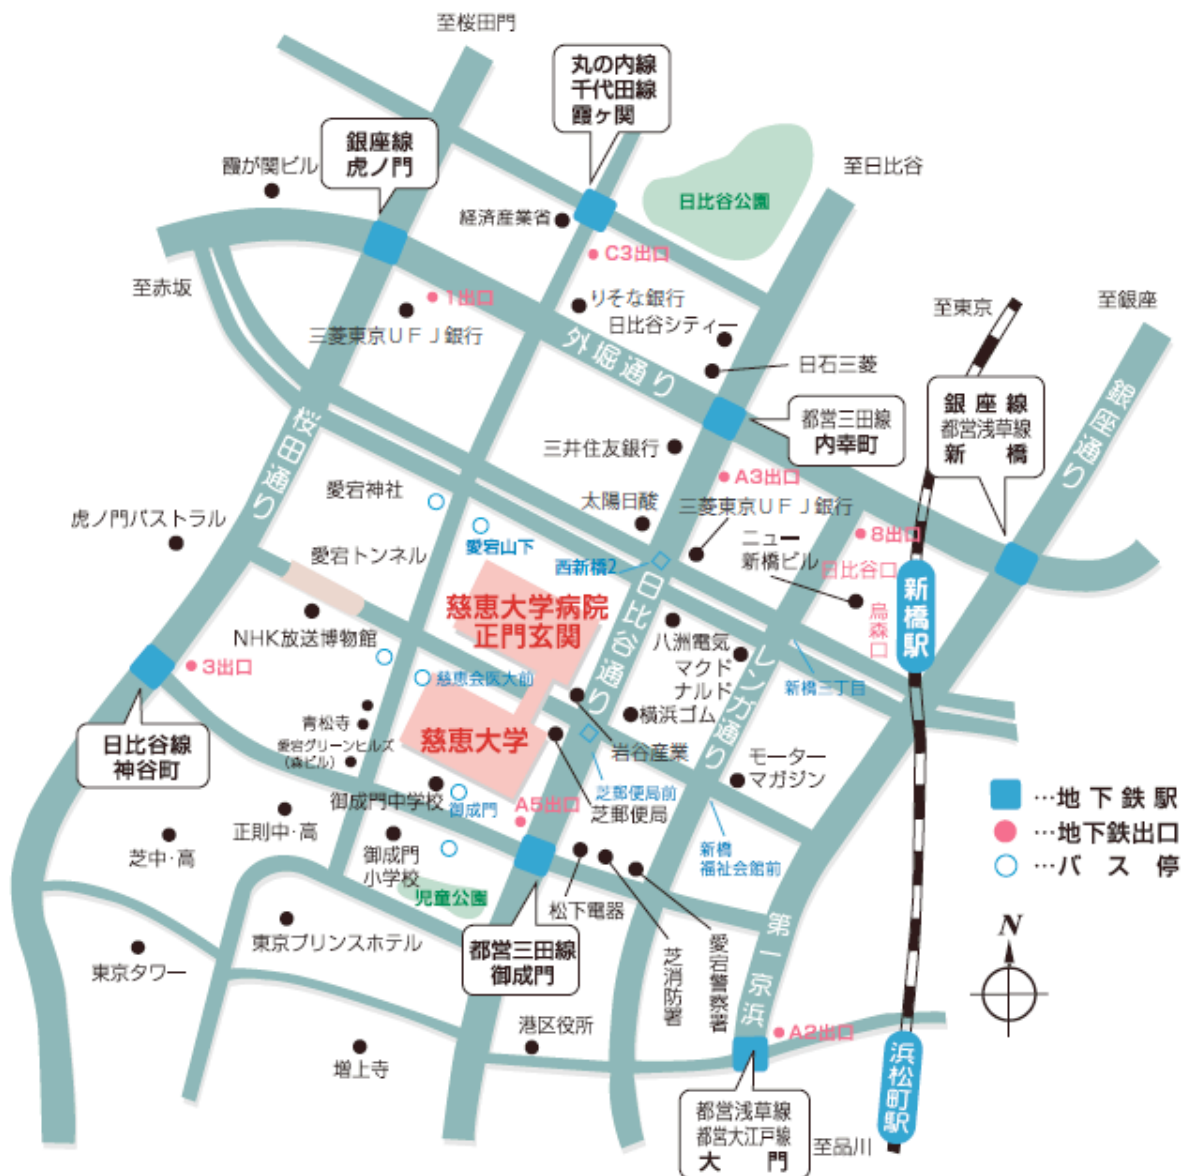 至桜田門
丸の内線
千代田線
霞ヶ関
銀座線
虎ノ門
霞が関ビル
至日比谷
日比谷公園
経済産業省
C3出口
至赤坂
1出口
りそな銀行
日比谷シティー
至東京
至銀座
三菱東京UFJ銀行
外堀通り
日石三菱
銀座通り
銀座線
都営浅草線
新橋
都営三田線
内幸町
桜田通り
三井住友銀行
A3出口
愛宕神社
太陽日酸
三菱東京UFJ銀行
虎ノ門パストラル
愛宕山下
8出口
ニュー
新橋ビル
日比谷口
愛宕トンネル
西新橋2
新橋駅
烏森口
慈恵大学病院
正門玄関
日比谷通り
NHK放送博物館
八洲電気
マクド
ナルド
レンガ通り
3出口
慈恵会医大前
新橋三丁目
横浜ゴム
青松寺
慈恵大学
日比谷線
神谷町
愛宕グリーンヒルズ
(森ビル)
岩谷産業
モーター
マガジン
御成門中学校
御成門
A5出口
芝郵便局前
芝郵便局
…地下鉄駅
…地下鉄出口
…バス停
正則中・高
芝中・高
御成門
小学校
新橋
福祉会館前
児童公園
松下電器
第一京浜
N
東京プリンスホテル
都営三田線
御成門
芝消防署
愛宕警察署
東京タワー
港区役所
A2出口
増上寺
浜松町駅
都営浅草線
都営大江戸線
大門
至品川